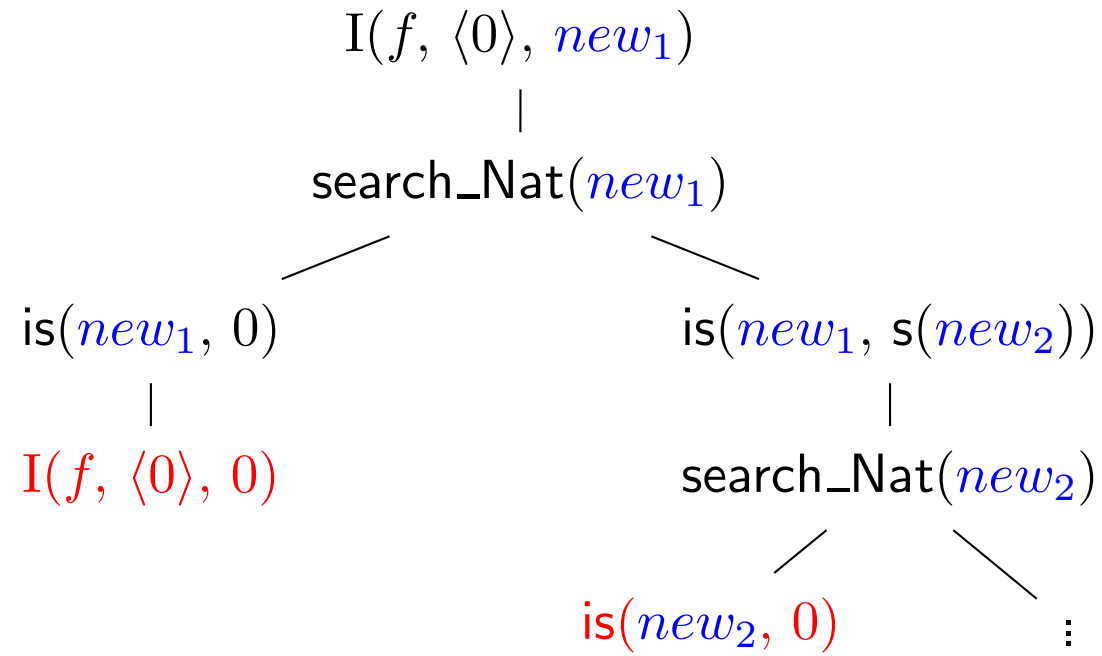 I(f, ⟨0⟩, new₁)
search_Nat(new₁)
is(new₁, 0) is(new₁, s(new₂))
I(f, ⟨0⟩, 0) search_Nat(new₂)
is(new₂, 0) ⋮